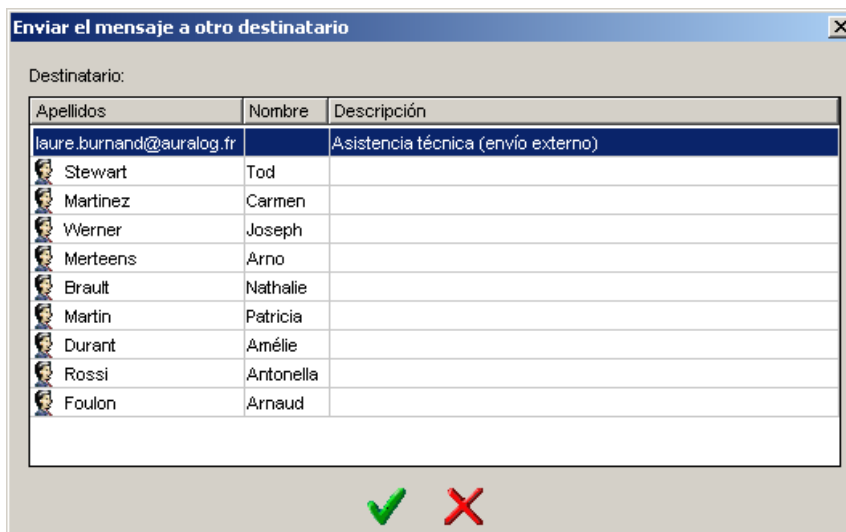 Enviar el mensaje a otro destinatario
Destinatario:
Apellidos Nombre Descripción
laure.burnand@auralog.fr Asistencia técnica (envío externo)
Stewart Tod
Martinez Carmen
Werner Joseph
Merteens Arno
Brault Nathalie
Martin Patricia
Durant Amélie
Rossi Antonella
Foulon Arnaud